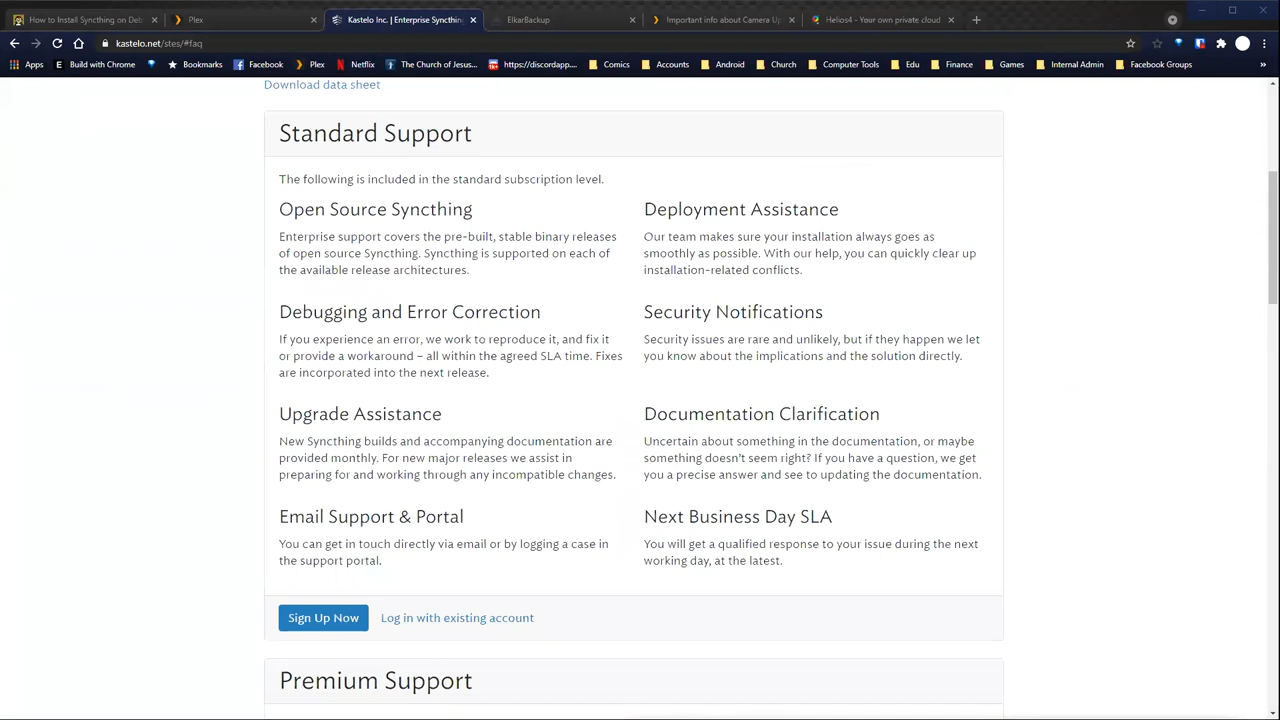 How to Install Syncthing on Deb
Plex
Kastelo Inc. | Enterprise Syncthin
ElkarBackup
Important info about Camera Up
Helios4 - Your own private cloud
kastelo.net/stes/#faq
Apps
Build with Chrome
Bookmarks
Facebook
Plex
Netflix
The Church of Jesus...
https://discordapp....
Comics
Accounts
Android
Church
Computer Tools
Edu
Finance
Games
Internal Admin
Facebook Groups
Download data sheet
Standard Support
The following is included in the standard subscription level.
Open Source Syncthing
Enterprise support covers the pre-built, stable binary releases
of open source Syncthing. Syncthing is supported on each of
the available release architectures.
Deployment Assistance
Our team makes sure your installation always goes as
smoothly as possible. With our help, you can quickly clear up
installation-related conflicts.
Debugging and Error Correction
If you experience an error, we work to reproduce it, and fix it
or provide a workaround – all within the agreed SLA time. Fixes
are incorporated into the next release.
Security Notifications
Security issues are rare and unlikely, but if they happen we let
you know about the implications and the solution directly.
Upgrade Assistance
New Syncthing builds and accompanying documentation are
provided monthly. For new major releases we assist in
preparing for and working through any incompatible changes.
Documentation Clarification
Uncertain about something in the documentation, or maybe
something doesn't seem right? If you have a question, we get
you a precise answer and see to updating the documentation.
Email Support & Portal
You can get in touch directly via email or by logging a case in
the support portal.
Next Business Day SLA
You will get a qualified response to your issue during the next
working day, at the latest.
Sign Up Now
Log in with existing account
Premium Support